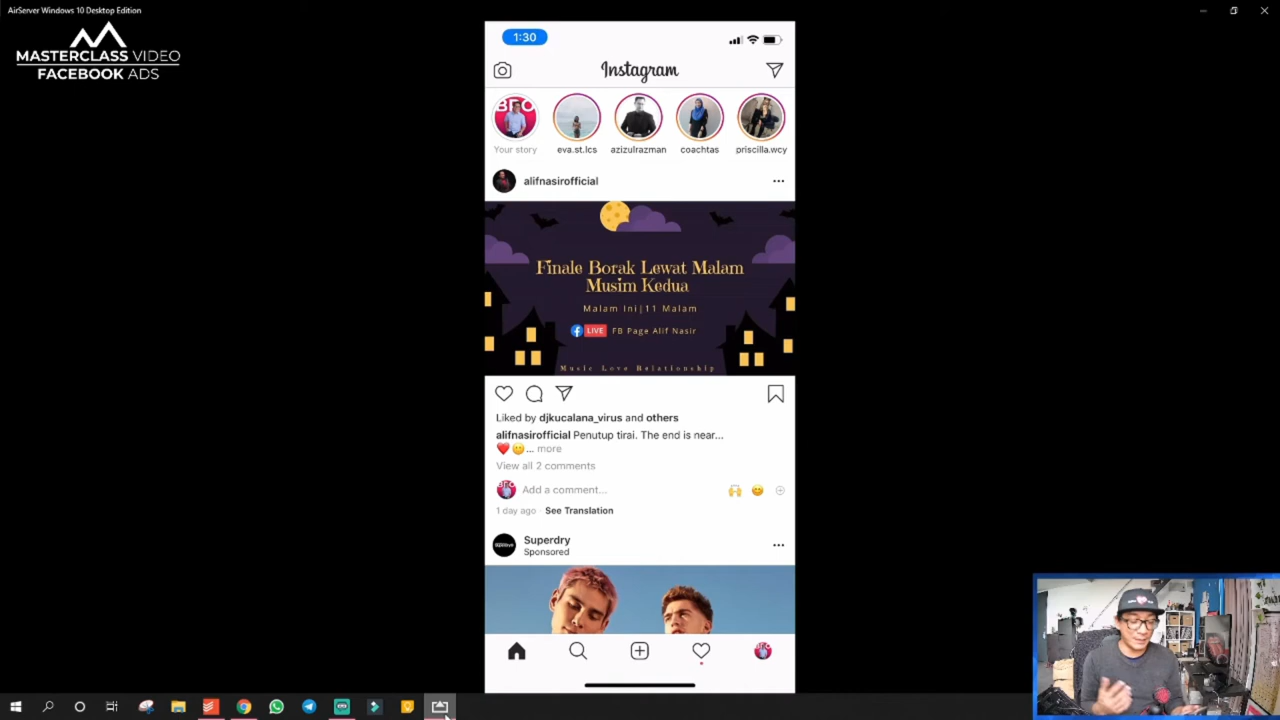 AirServer Windows 10 Desktop Edition
MASTERCLASS VIDEO
FACEBOOK ADS
1:30
Instagram
BRO
Your story
eva.st.lcs
azizulrazman
coachtas
priscilla.wcy
alifnasirofficial
Finale Borak Lewat Malam
Musim Kedua
Malam Ini|11 Malam
LIVE FB Page Alif Nasir
Music Love Relationship
Liked by djkucalana_virus and others
alifnasirofficial Penutup tirai. The end is near...
❤️😶... more
View all 2 comments
Add a comment...
1 day ago · See Translation
Superdry
Sponsored